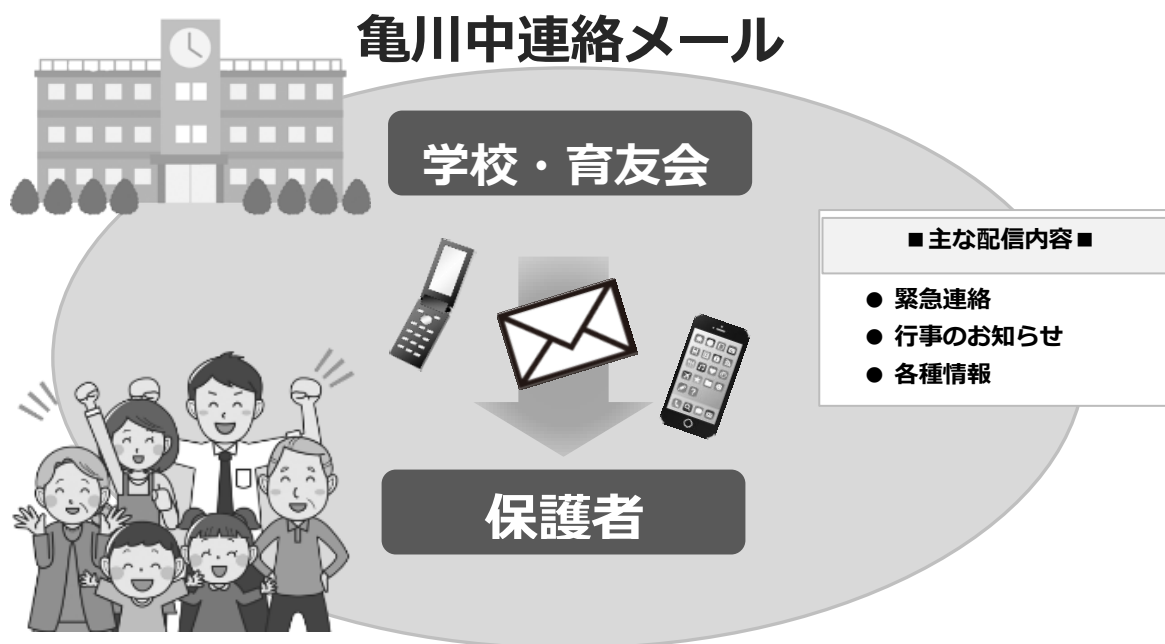 亀川中連絡メール
学校・育友会
■主な配信内容■
● 緊急連絡
● 行事のお知らせ
● 各種情報
保護者